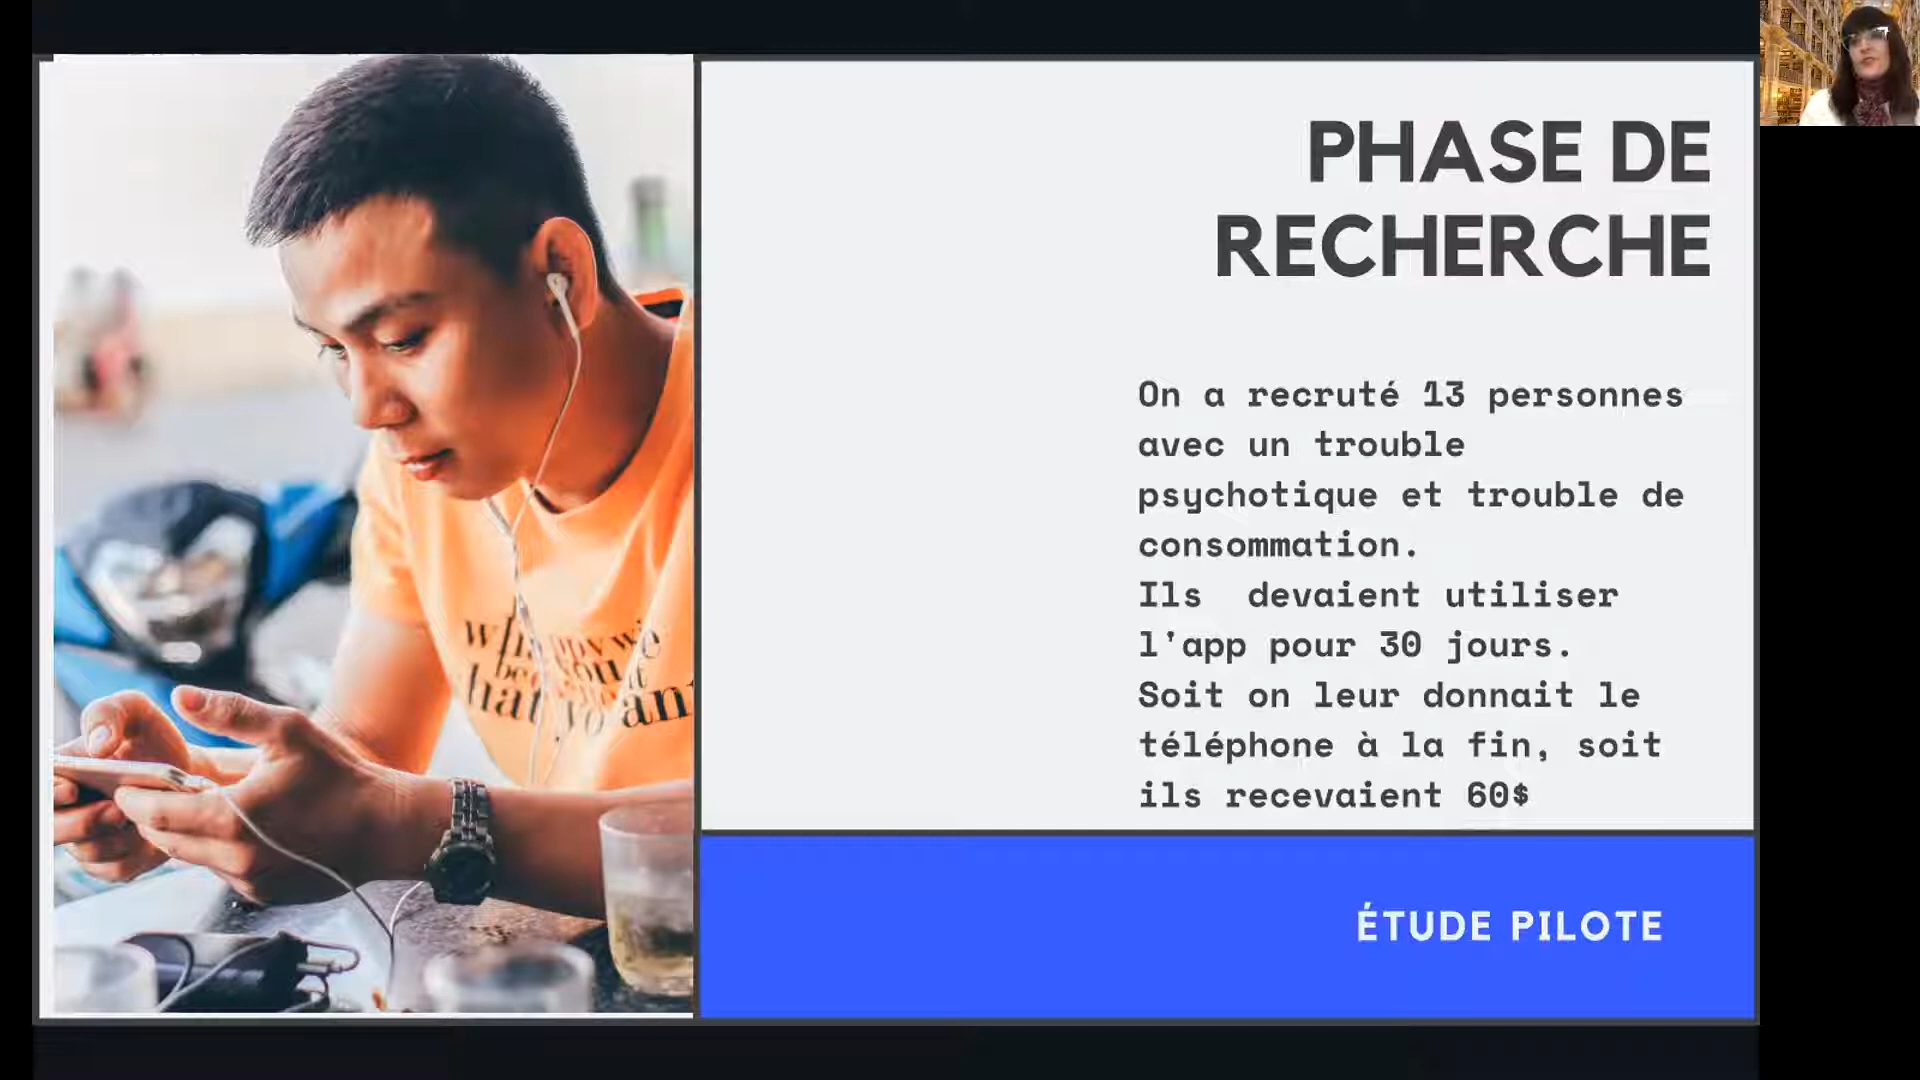 PHASE DE
RECHERCHE
On a recruté 13 personnes
avec un trouble
psychotique et trouble de
consommation.
Ils  devaient utiliser
l'app pour 30 jours.
Soit on leur donnait le
téléphone à la fin, soit
ils recevaient 60$
ÉTUDE PILOTE